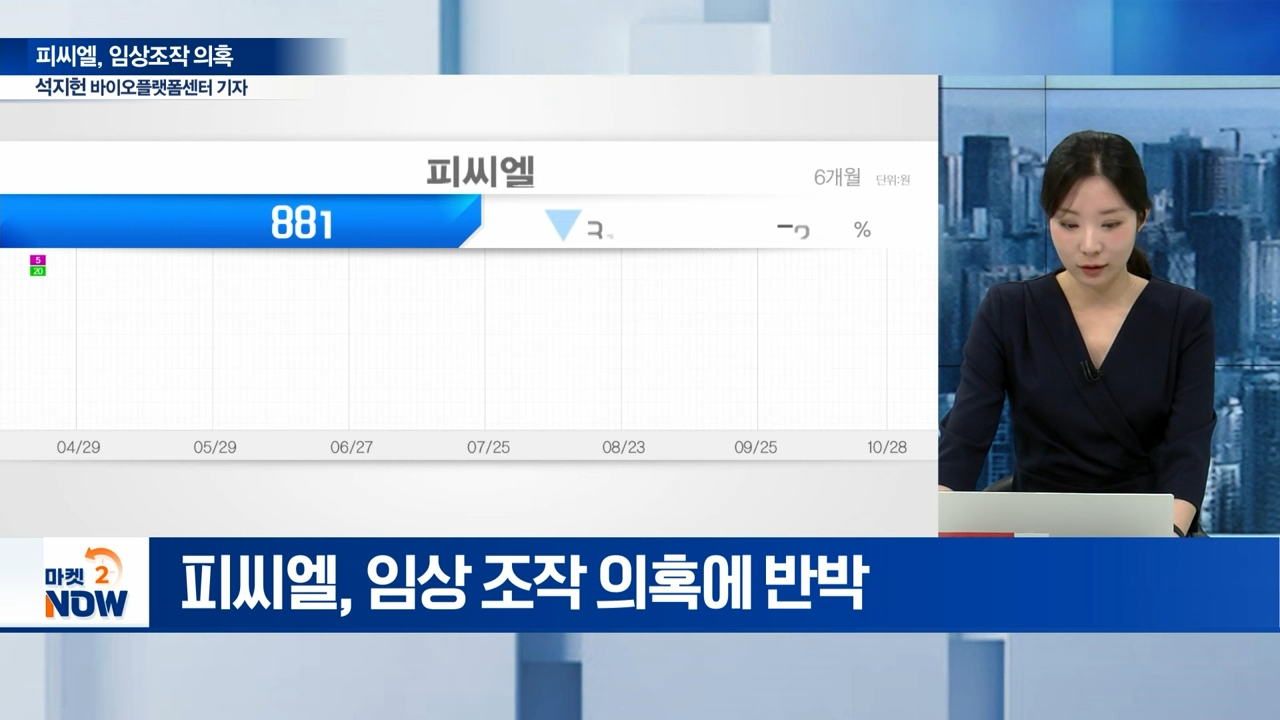 피씨엘, 임상조작 의혹
석지헌 바이오플랫폼센터 기자
피씨엘
6개월 단위:원
881
%
5
20
04/29 05/29 06/27 07/25 08/23 09/25 10/28
마켓 2
NOW
피씨엘, 임상 조작 의혹에 반박